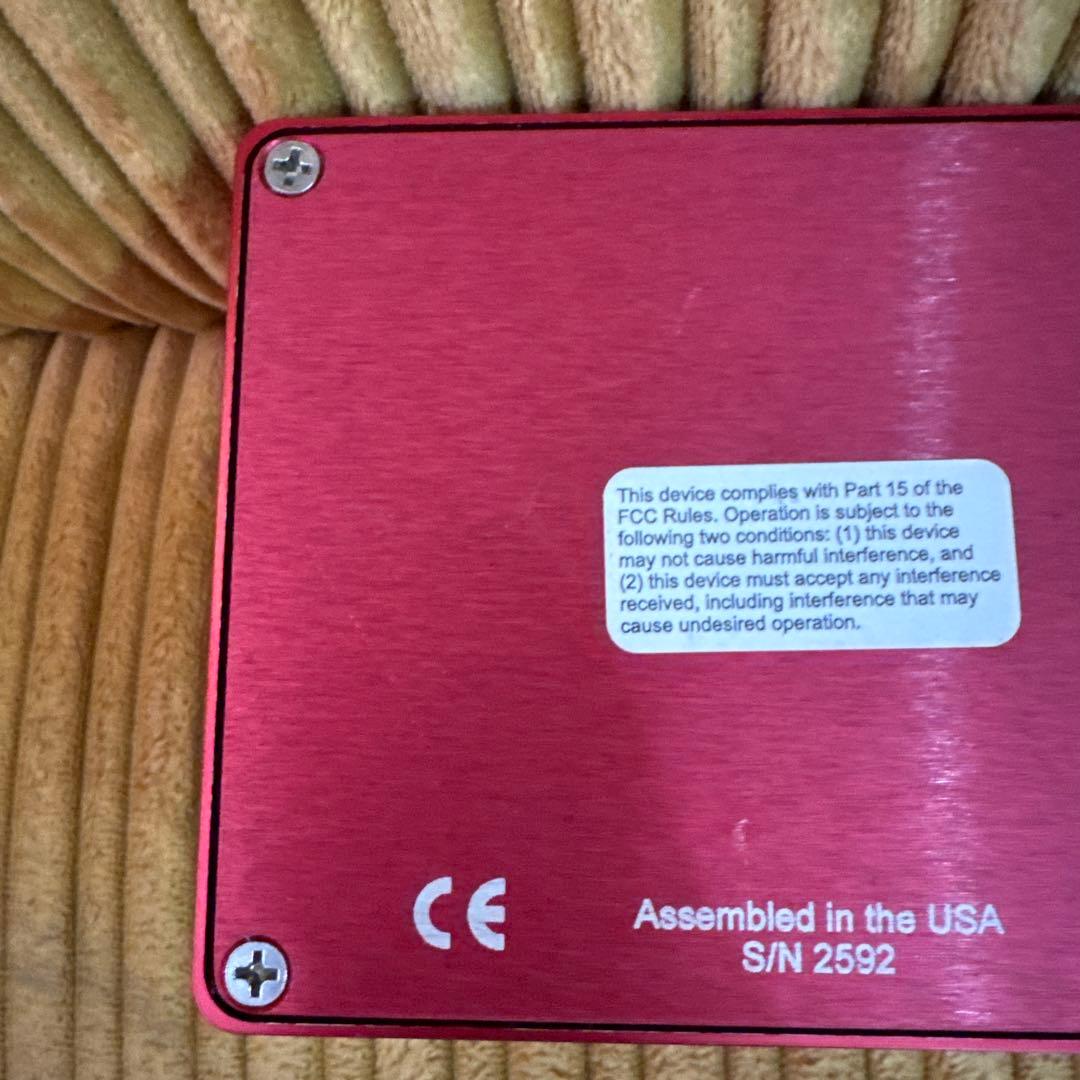 This device complies with Part 15 of the
FCC Rules. Operation is subject to the
following two conditions: (1) this device
may not cause harmful interference, and
(2) this device must accept any interference
received, including interference that may
cause undesired operation.
CE
Assembled in the USA
S/N 2592